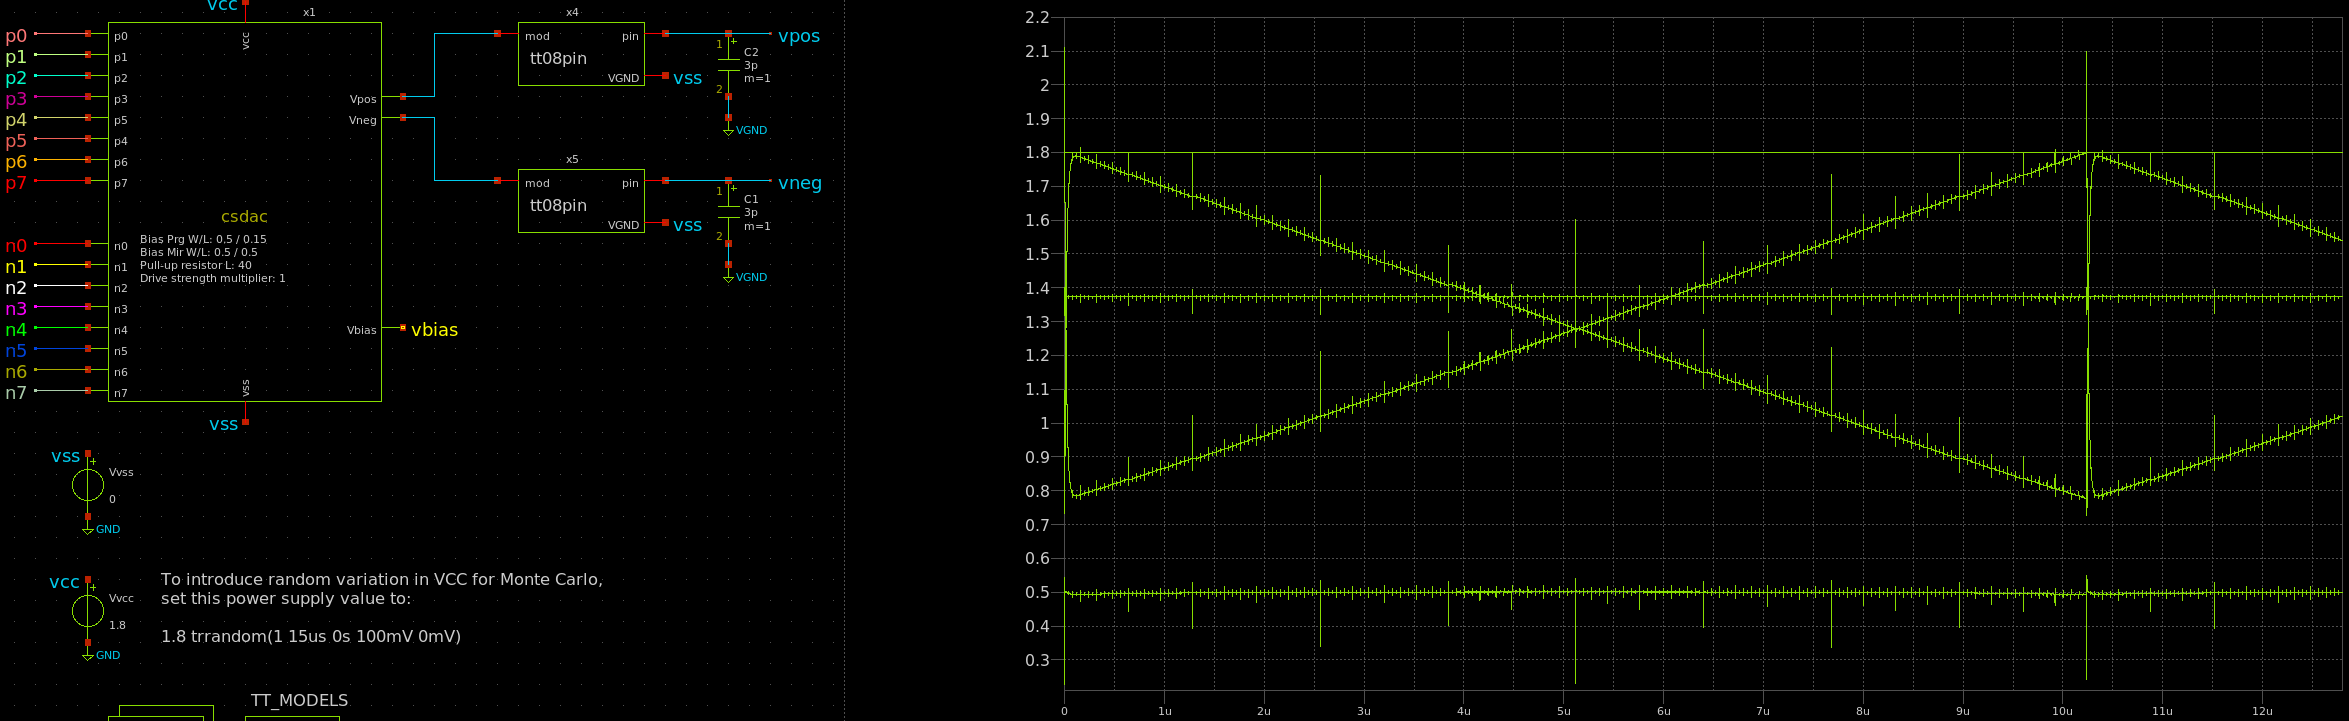 vcc
x1
vcc
p0
p1
p2
p3
p4
p5
p6
p7
p0
p1
p2
p3
p5
p4
p6
p7
Vpos
Vneg
csdac
Bias Prg W/L: 0.5 / 0.15
Bias Mir W/L: 0.5 / 0.5
Pull-up resistor L: 40
Drive strength multiplier: 1
n0
n1
n2
n3
n4
n5
n6
n7
n0
n1
n2
n3
n4
n5
n6
n7
Vbias
vbias
vss
vss
x4
mod
pin
tt08pin
VGND
vss
1
+
C2
3p
m=1
2
VGND
vpos
x5
mod
pin
tt08pin
VGND
vss
1
+
C1
3p
m=1
2
VGND
vneg
vss
+
Vvss
0
GND
vcc
+
Vvcc
1.8
GND
To introduce random variation in VCC for Monte Carlo,
set this power supply value to:
1.8 trrandom(1 15us 0s 100mV 0mV)
TT_MODELS
2.2
2.1
2
1.9
1.8
1.7
1.6
1.5
1.4
1.3
1.2
1.1
1
0.9
0.8
0.7
0.6
0.5
0.4
0.3
0
1u
2u
3u
4u
5u
6u
7u
8u
9u
10u
11u
12u